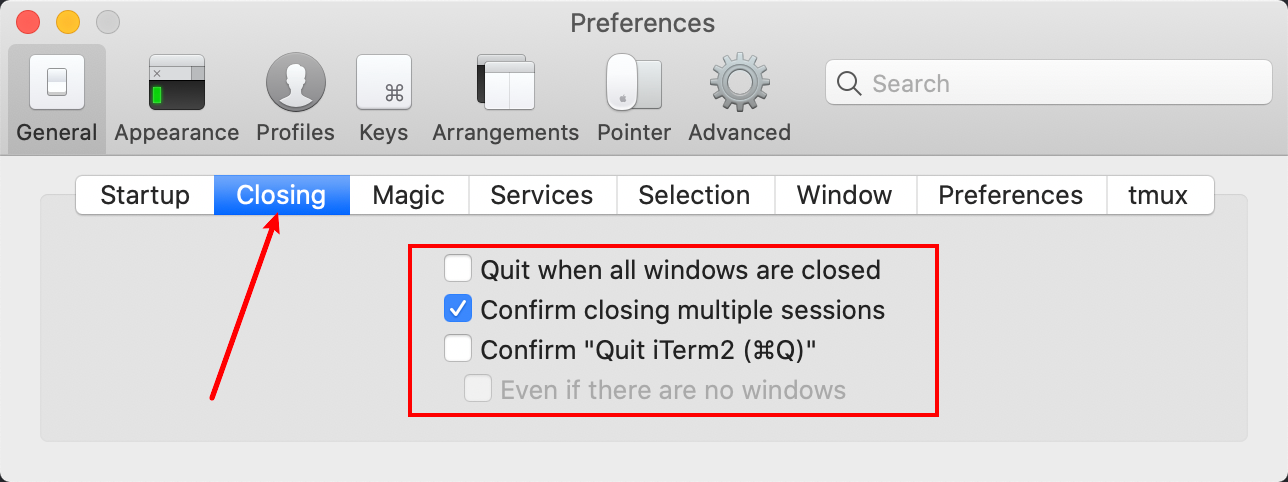 Preferences
General Appearance Profiles Keys Arrangements Pointer Advanced Search
Startup Closing Magic Services Selection Window Preferences tmux
Quit when all windows are closed
Confirm closing multiple sessions
Confirm "Quit iTerm2 (⌘Q)"
Even if there are no windows